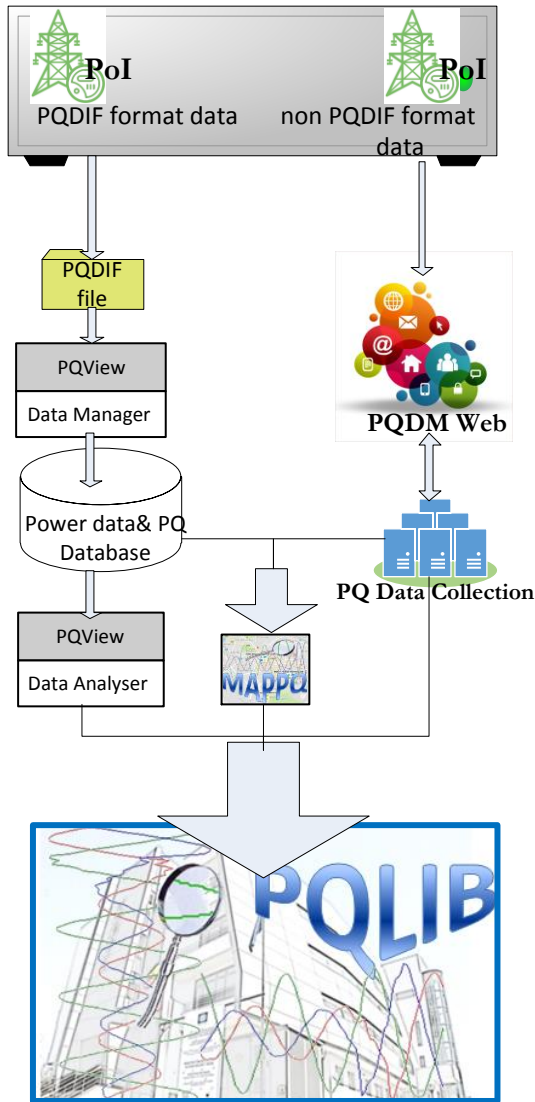 PoI
PoI
PQDIF format data
non PQDIF format
data
PQDIF
file
PQView
Data Manager
PQDM Web
Power data& PQ
Database
PQ Data Collection
PQView
Data Analyser
MAPPQ
PQLIB